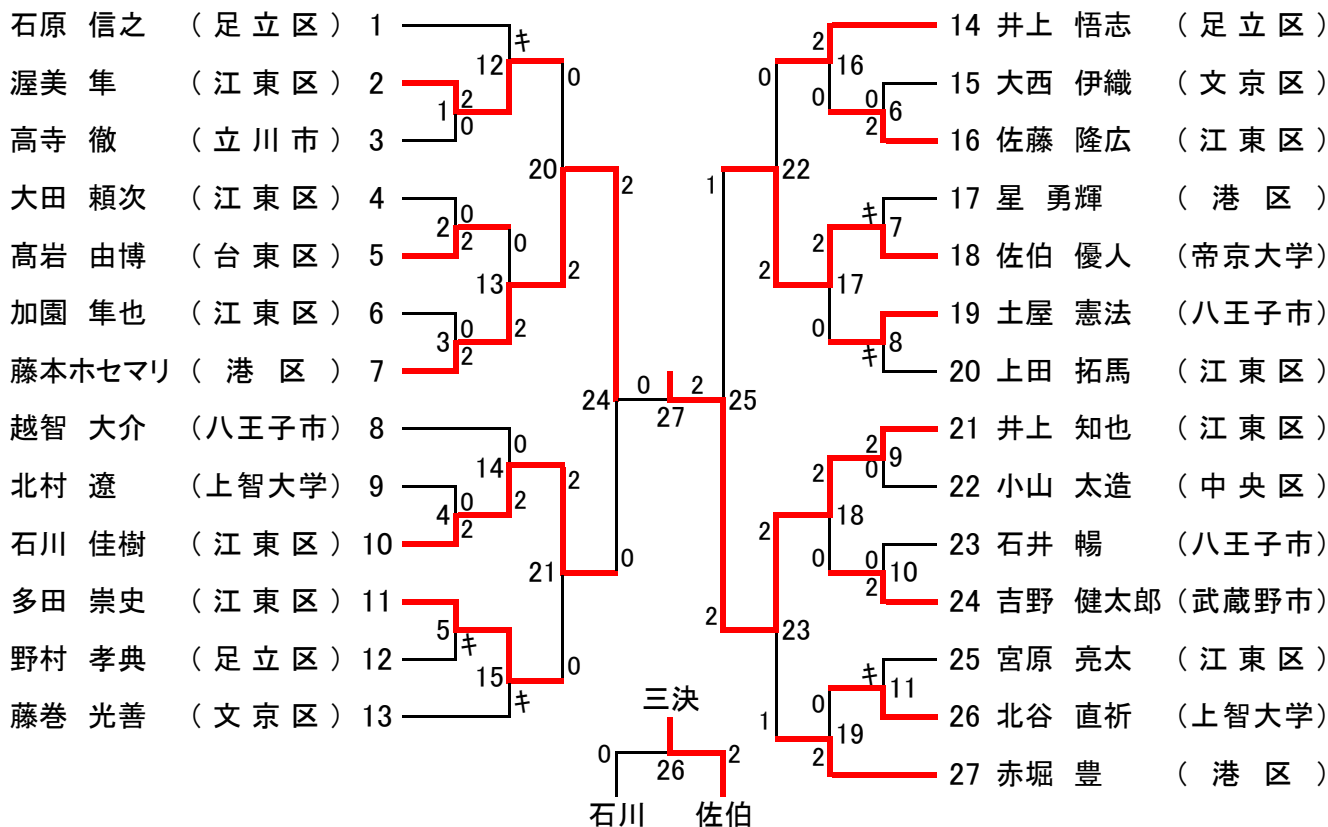 石原 信之 (足立区) 1
渥美 隼 (江東区) 2
高寺 徹 (立川市) 3
大田 頼次 (江東区) 4
髙岩 由博 (台東区) 5
加園 隼也 (江東区) 6
藤本ホセマリ (港区) 7
越智 大介 (八王子市) 8
北村 遼 (上智大学) 9
石川 佳樹 (江東区) 10
多田 崇史 (江東区) 11
野村 孝典 (足立区) 12
藤巻 光善 (文京区) 13
キ
12
0
1
2
0
20
2
2
0
2
0
13
2
2
3
0
2
24
0
14
0
2
4
0
2
2
21
0
5
キ
15
0
キ
0
2
27
三決
0
2
26
石川 佐伯
2
16
0
0
0
6
2
1
22
キ
7
2
2
17
0
8
キ
25
2
9
0
2
18
2
0
0
10
2
2
23
キ
11
0
1
19
2
14 井上 悟志 (足立区)
15 大西 伊織 (文京区)
16 佐藤 隆広 (江東区)
17 星 勇輝 (港区)
18 佐伯 優人 (帝京大学)
19 土屋 憲法 (八王子市)
20 上田 拓馬 (江東区)
21 井上 知也 (江東区)
22 小山 太造 (中央区)
23 石井 暢 (八王子市)
24 吉野 健太郎 (武蔵野市)
25 宮原 亮太 (江東区)
26 北谷 直祈 (上智大学)
27 赤堀 豊 (港区)